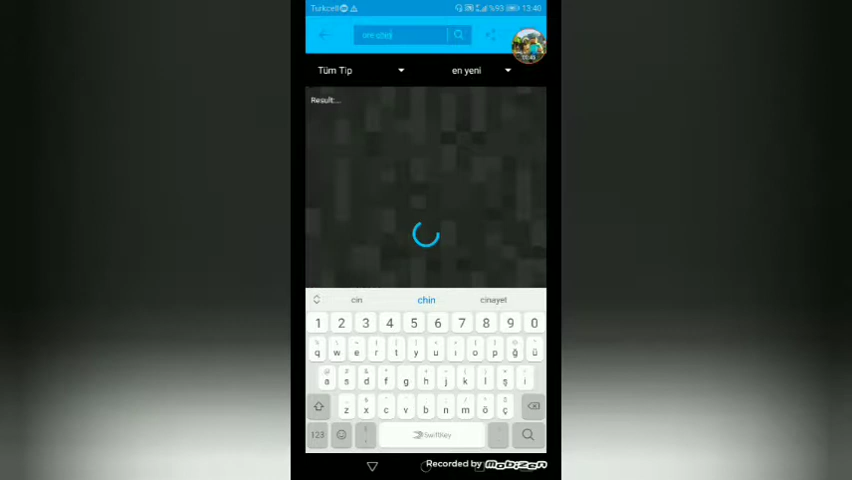 Turkcell %93 13:40
Tüm Tip en yeni
Result:...
cin chin cinayet
1 2 3 4 5 6 7 8 9 0
q w e r t y u ı o p ğ ü
a s d f g h j k l ş i
z x c v b n m ö ç
123 SwiftKey
Recorded by mobizen